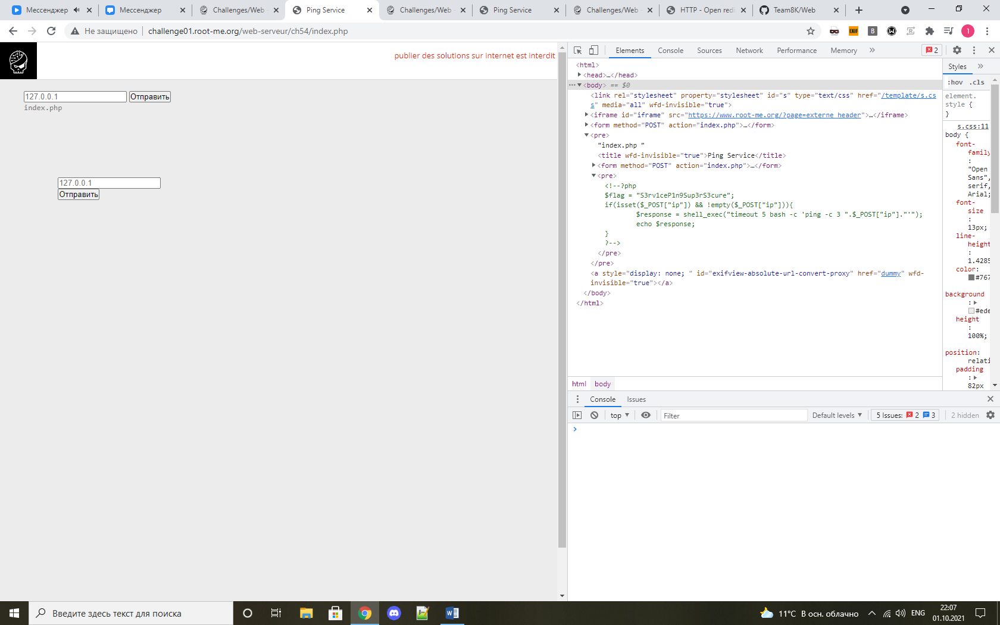 Мессенджер
Мессенджер
Challenges/Web
Ping Service
Challenges/Web
Ping Service
Challenges/Web
HTTP - Open redi
Team8K/Web
Не защищено
challenge01.root-me.org/web-serveur/ch54/index.php
EXIF
B
1
publier des solutions sur internet est interdit
127.0.0.1 Отправить
index.php
127.0.0.1
Отправить
Elements Console Sources Network Performance Memory » 2
<html>
<head>…</head>
<body> == $0
<link rel="stylesheet" property="stylesheet" id="s" type="text/css" href="/template/s.cs
s" media="all" wfd-invisible="true">
<iframe id="iframe" src="https://www.root-me.org/?page=externe_header">…</iframe>
<form method="POST" action="index.php">…</form>
<pre>
"index.php "
<title wfd-invisible="true">Ping Service</title>
<form method="POST" action="index.php">…</form>
<pre>
<!--?php
$flag = "S3rv1ceP1n9Sup3rS3cure";
if(isset($_POST["ip"]) && !empty($_POST["ip"])){
$response = shell_exec("timeout 5 bash -c 'ping -c 3 ".$_POST["ip"]."'");
echo $response;
}
?-->
</pre>
</pre>
<a style="display: none; " id="exifview-absolute-url-convert-proxy" href="dummy" wfd-
invisible="true"></a>
</body>
</html>
Styles »
:hov .cls
element.
style {
}
s.css:11
body {
font-
family
:
"Open
Sans",
serif,
Arial;
font-
size
:
13px;
line-
height
:
1.4285
color:
#767
background
:
#ede
height
:
100%;
position:
relati
padding
:
82px
html body
Console Issues
top Filter Default levels 5 Issues: 2 3 2 hidden
Введите здесь текст для поиска
11°C В осн. облачно
ENG
22:07
01.10.2021